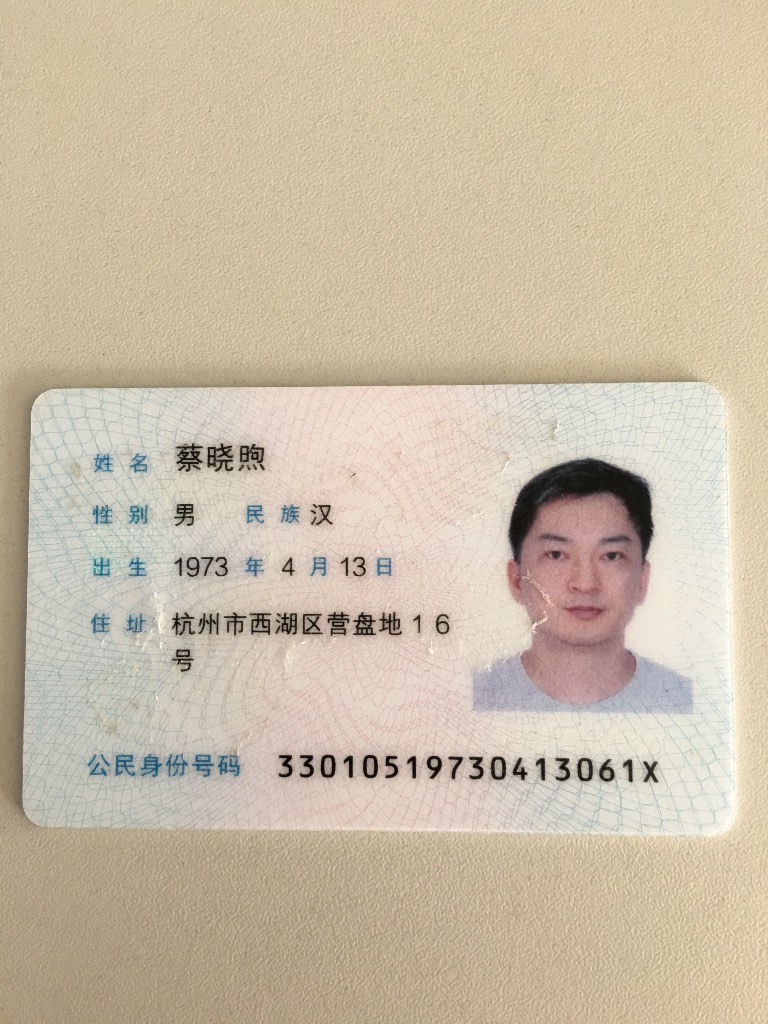 姓名 蔡晓煦
性别 男 民族 汉
出生 1973 年 4 月 13 日
住址 杭州市西湖区营盘地16
号
公民身份号码 33010519730413061X